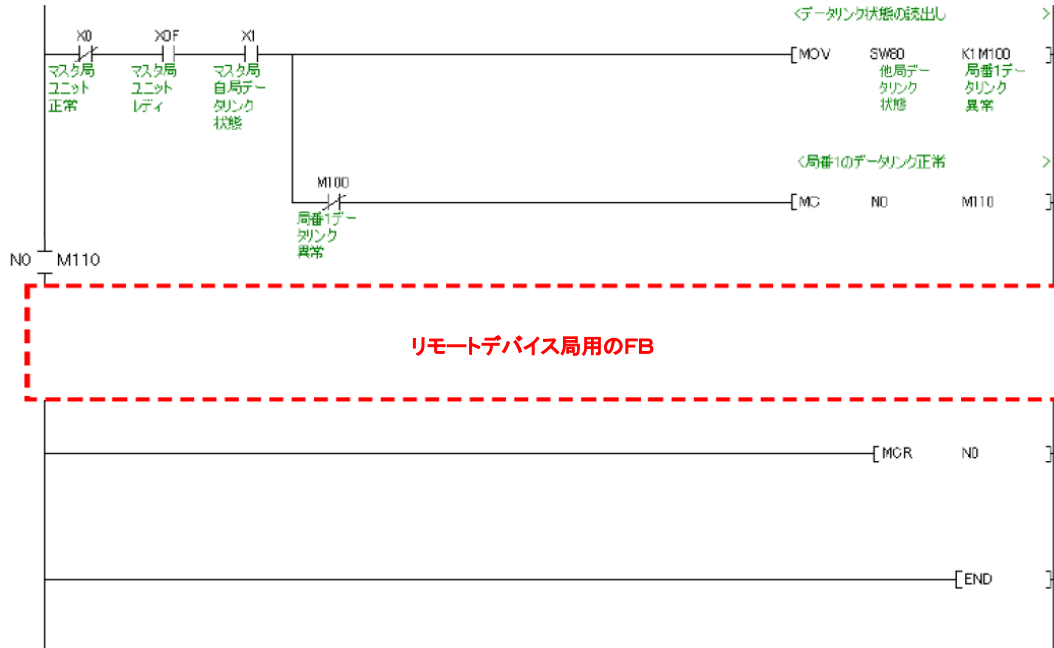 <データリンク状態の読出し >
X0 X0F X1
[MOV SW80 K1M100 ]
マスタ局ユニット正常
マスタ局ユニットレディ
マスタ局自局データリンク状態
他局データリンク状態
局番1データリンク異常
<局番1のデータリンク正常 >
M100
[MC N0 M110 ]
局番1データリンク異常
N0 M110
リモートデバイス局用のFB
[MCR N0 ]
[END ]